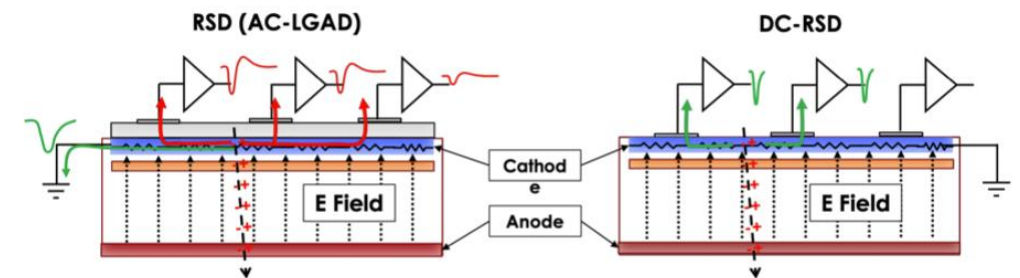 RSD (AC-LGAD)
DC-RSD
Cathod
e
E Field
E Field
Anode